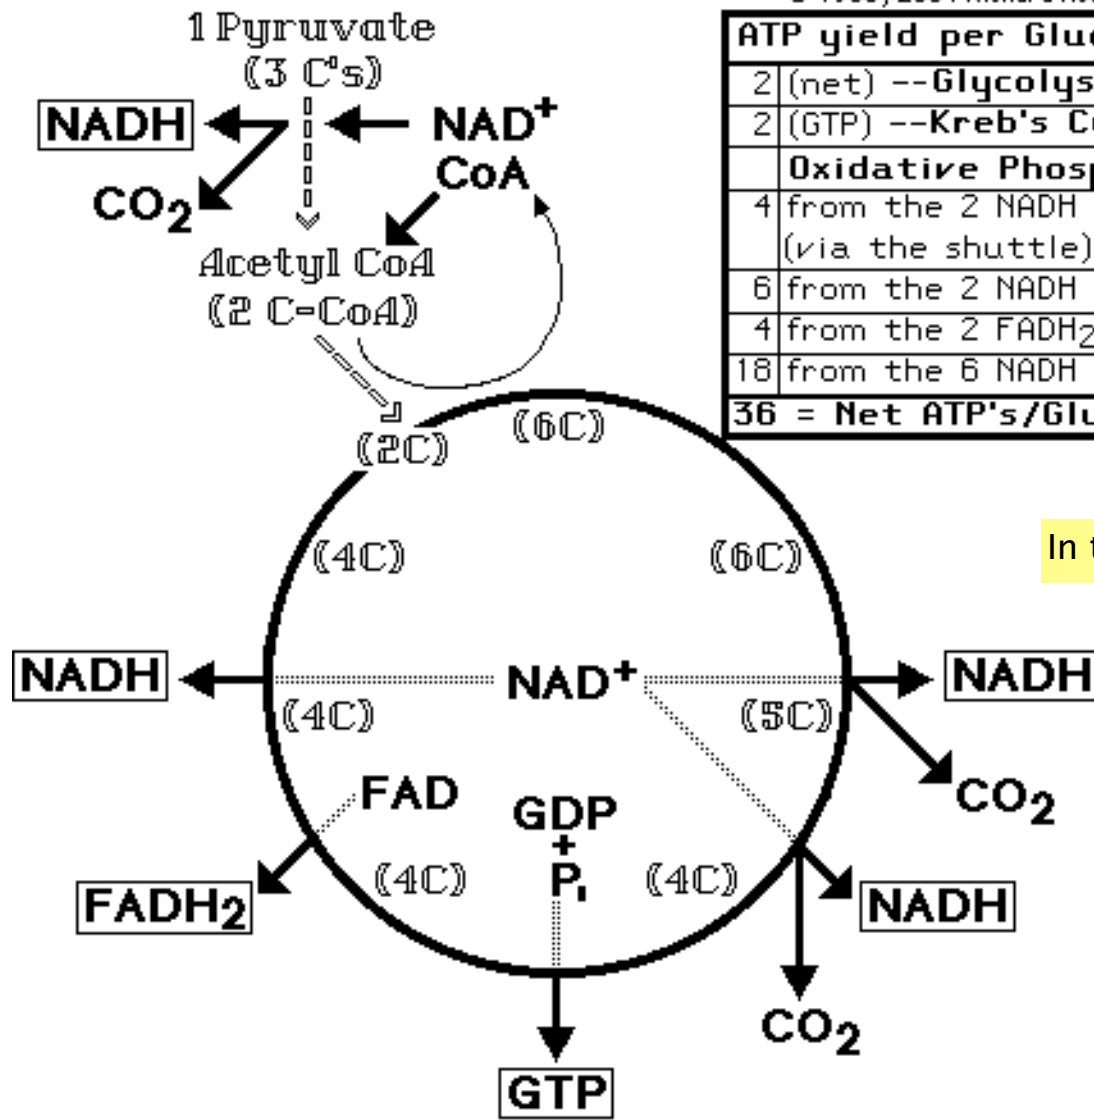 1 Pyruvate
(3 C's)
NADH
NAD+
CoA
CO2
Acetyl CoA
(2 C-CoA)
ATP yield per
2 (net) --Glycolys
2 (GTP) --Kreb's
Oxidative Phos
4 from the 2 NADH
(via the shuttle)
6 from the 2 NADH
4 from the 2 FADH2
18 from the 6 NADH
36 = Net ATP's/Glu
(2C)
(6C)
(4C)
(6C)
In
NADH
NAD+
NADH
(4C)
(5C)
FAD
GDP
CO2
+
Pi
(4C)
(4C)
FADH2
NADH
CO2
GTP